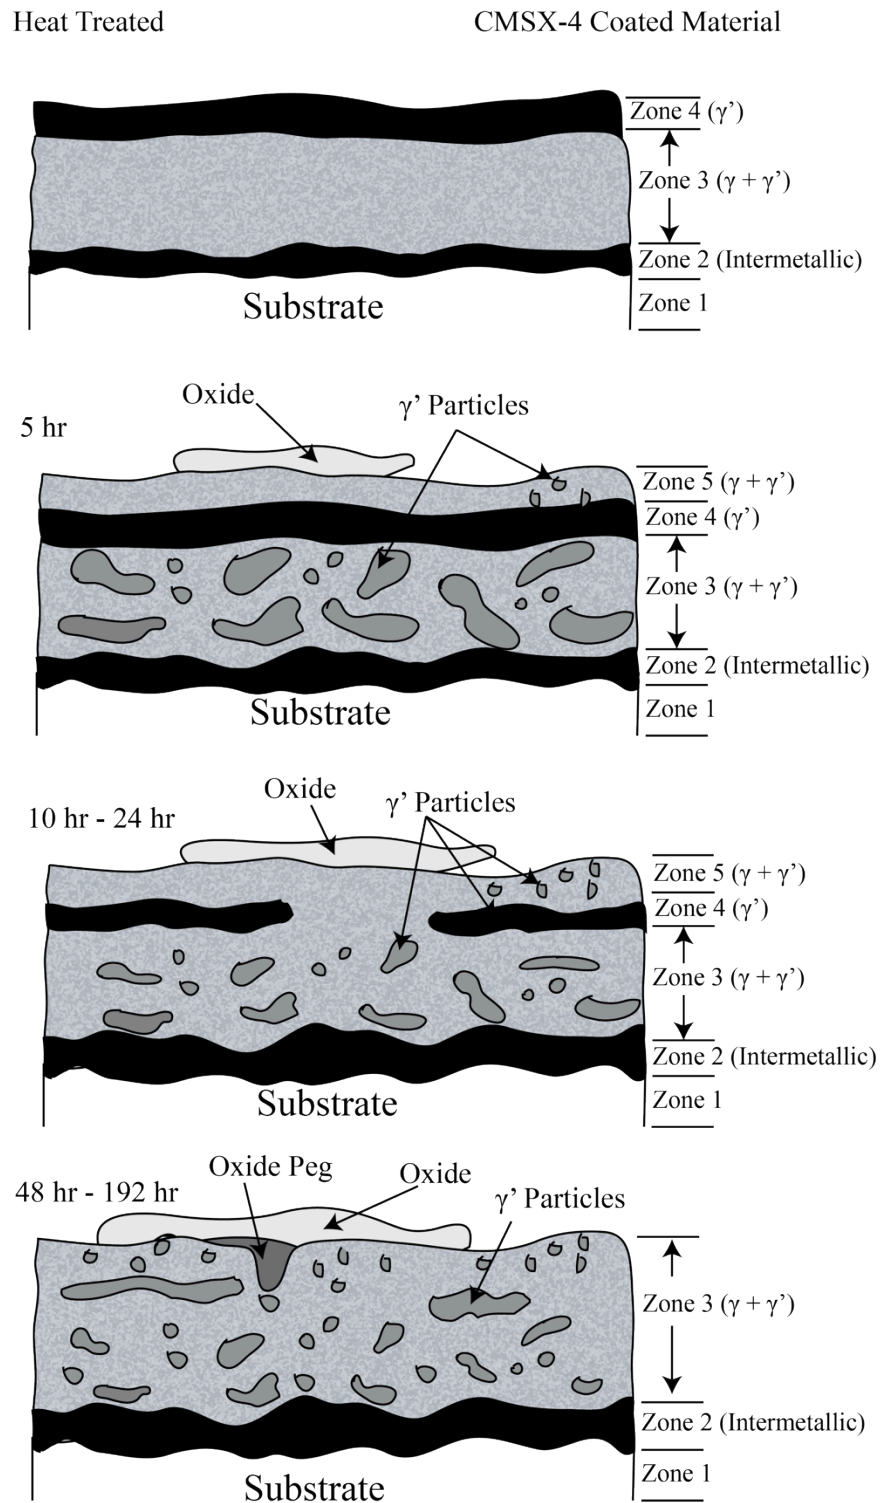 Heat Treated
CMSX-4 Coated Material
Zone 4 (γ’)
Zone 3 (γ + γ’)
Zone 2 (Intermetallic)
Zone 1
Substrate
Oxide
γ’ Particles
5 hr
Zone 5 (γ + γ’)
Zone 4 (γ’)
Zone 3 (γ + γ’)
Zone 2 (Intermetallic)
Zone 1
Substrate
Oxide
γ’ Particles
10 hr - 24 hr
Zone 5 (γ + γ’)
Zone 4 (γ’)
Zone 3 (γ + γ’)
Zone 2 (Intermetallic)
Zone 1
Substrate
Oxide Peg
Oxide
48 hr - 192 hr
γ’ Particles
Zone 3 (γ + γ’)
Zone 2 (Intermetallic)
Zone 1
Substrate